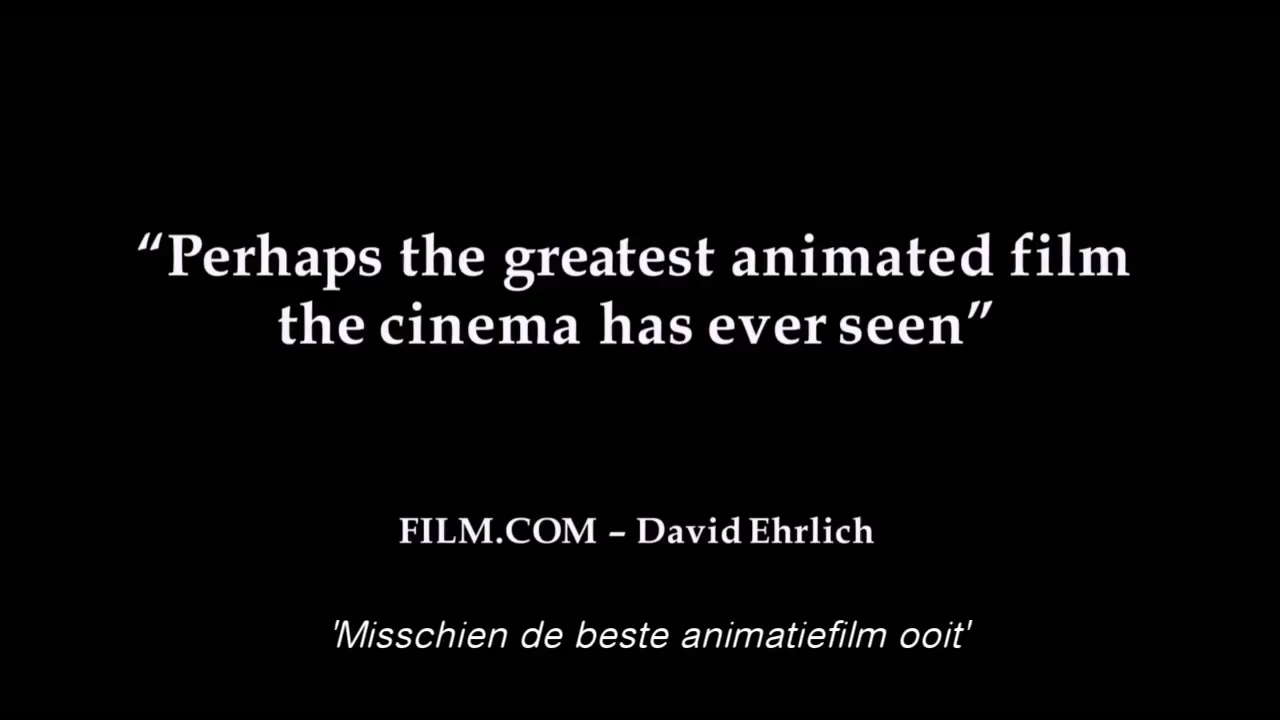 “Perhaps the greatest animated film
the cinema has ever seen”
FILM.COM – David Ehrlich
'Misschien de beste animatiefilm ooit'